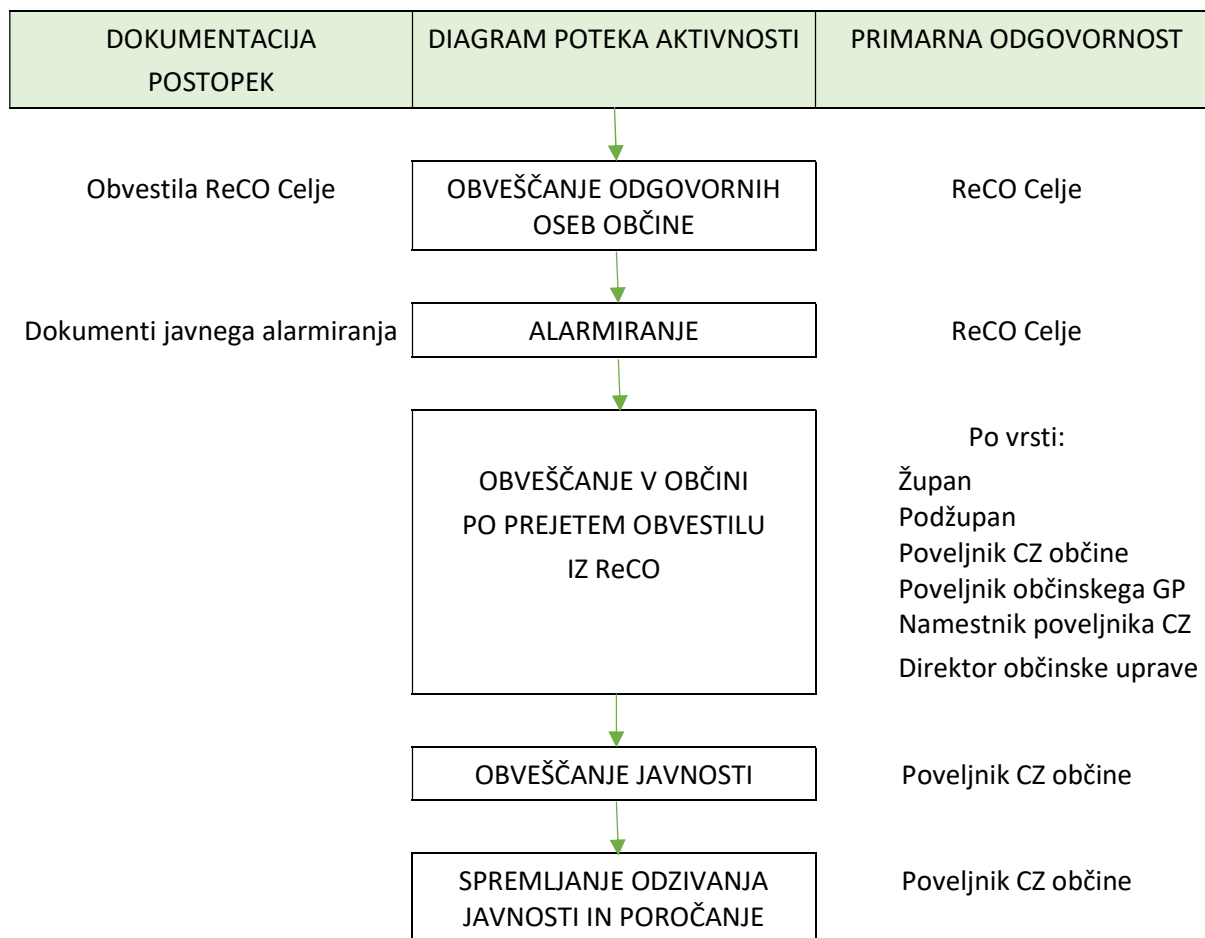 DOKUMENTACIJA
POSTOPEK
DIAGRAM POTEKA AKTIVNOSTI
PRIMARNA ODGOVORNOST
Obvestila ReCO Celje
OBVEŠČANJE ODGOVORNIH
OSEB OBČINE
ReCO Celje
Dokumenti javnega alarmiranja
ALARMIRANJE
ReCO Celje
OBVEŠČANJE V OBČINI
PO PREJETEM OBVESTILU
IZ ReCO
Po vrsti:
Župan
Podžupan
Poveljnik CZ občine
Poveljnik občinskega GP
Namestnik poveljnika CZ
Direktor občinske uprave
OBVEŠČANJE JAVNOSTI
Poveljnik CZ občine
SPREMLJANJE ODZIVANJA
JAVNOSTI IN POROČANJE
Poveljnik CZ občine